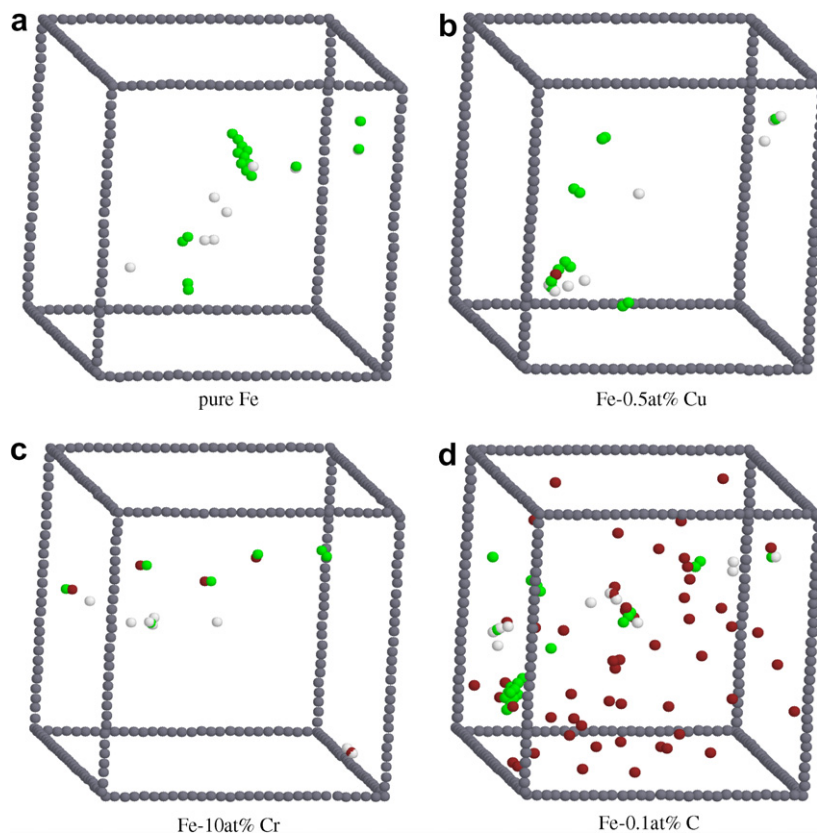 a
b
pure Fe
Fe-0.5at% Cu
c
d
Fe-10at% Cr
Fe-0.1at% C